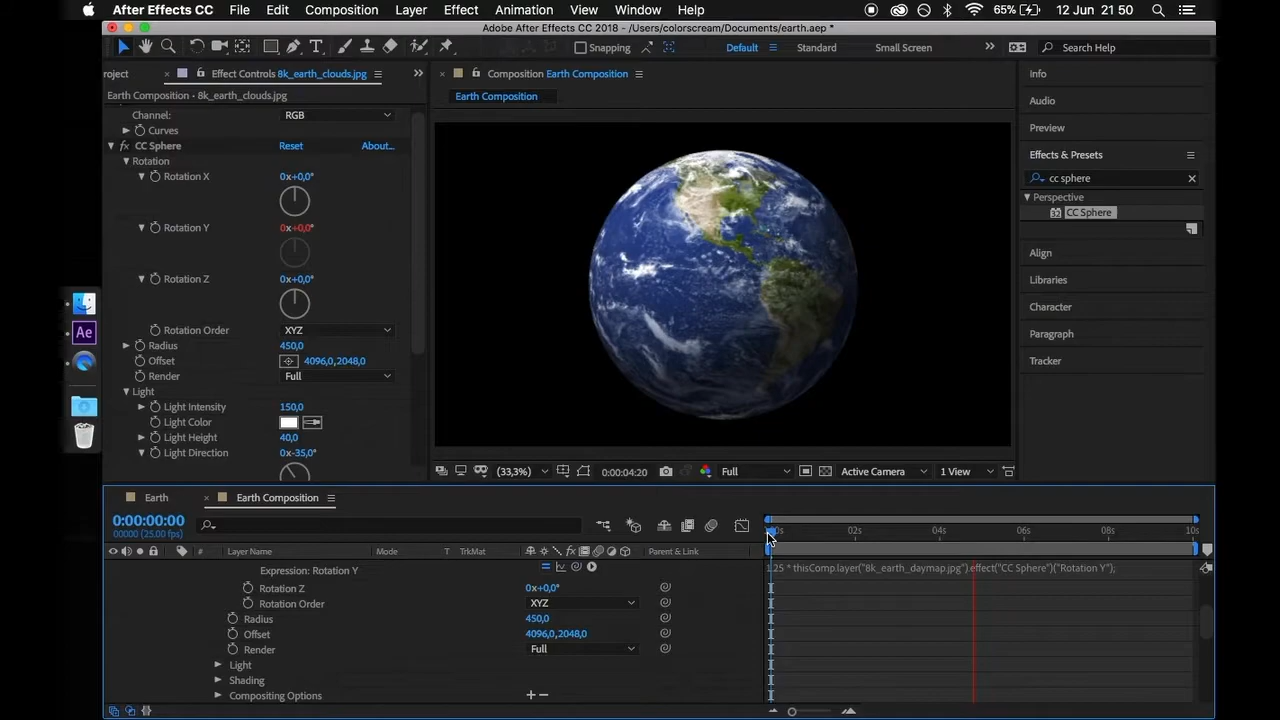 After Effects CC File Edit Composition Layer Effect Animation View Window Help 65% 12 Jun 21 50
Adobe After Effects CC 2018 - /Users/colorscream/Documents/earth.aep *
Snapping Default Standard Small Screen Search Help
roject Effect Controls 8k_earth_clouds.jpg
Earth Composition • 8k_earth_clouds.jpg
Channel: RGB
Curves
fx CC Sphere Reset About...
Rotation
Rotation X 0x+0,0°
Rotation Y 0x+0,0°
Rotation Z 0x+0,0°
Rotation Order XYZ
Radius 450,0
Offset 4096,0,2048,0
Render Full
Light
Light Intensity 150,0
Light Color
Light Height 40,0
Light Direction 0x-35,0°
Composition Earth Composition
Earth Composition
(33,3%) 0:00:04:20 Full Active Camera 1 View
Info
Audio
Preview
Effects & Presets
cc sphere
Perspective
CC Sphere
Align
Libraries
Character
Paragraph
Tracker
Earth Earth Composition
0:00:00:00
00000 (25.00 fps)
02s 04s 06s 08s 10s
# Layer Name Mode T TrkMat Parent & Link
Expression: Rotation Y
1.25 * thisComp.layer("8k_earth_daymap.jpg").effect("CC Sphere")("Rotation Y");
Rotation Z 0x+0,0°
Rotation Order XYZ
Radius 450,0
Offset 4096,0,2048,0
Render Full
Light
Shading
Compositing Options + −